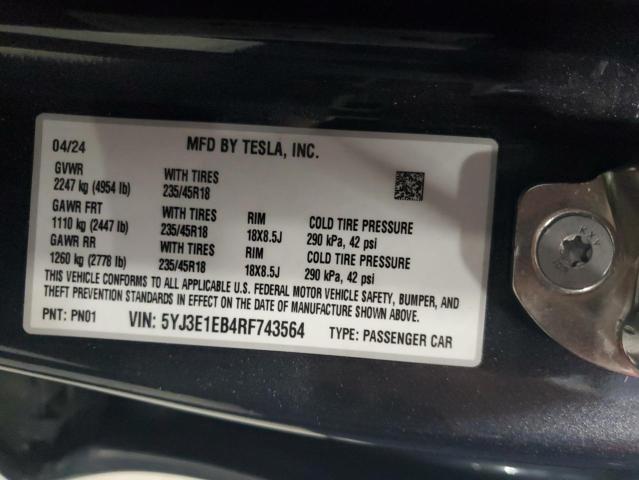 04/24 MFD BY TESLA, INC.
GVWR WITH TIRES
2247 kg (4954 lb) 235/45R18
GAWR FRT WITH TIRES RIM COLD TIRE PRESSURE
1110 kg (2447 lb) 235/45R18 18X8.5J 290 kPa, 42 psi
GAWR RR WITH TIRES RIM COLD TIRE PRESSURE
1260 kg (2778 lb) 235/45R18 18X8.5J 290 kPa, 42 psi
THIS VEHICLE CONFORMS TO ALL APPLICABLE U.S. FEDERAL MOTOR VEHICLE SAFETY, BUMPER, AND
THEFT PREVENTION STANDARDS IN EFFECT ON THE DATE OF MANUFACTURE SHOWN ABOVE.
PNT: PN01 VIN: 5YJ3E1EB4RF743564 TYPE: PASSENGER CAR
KXV